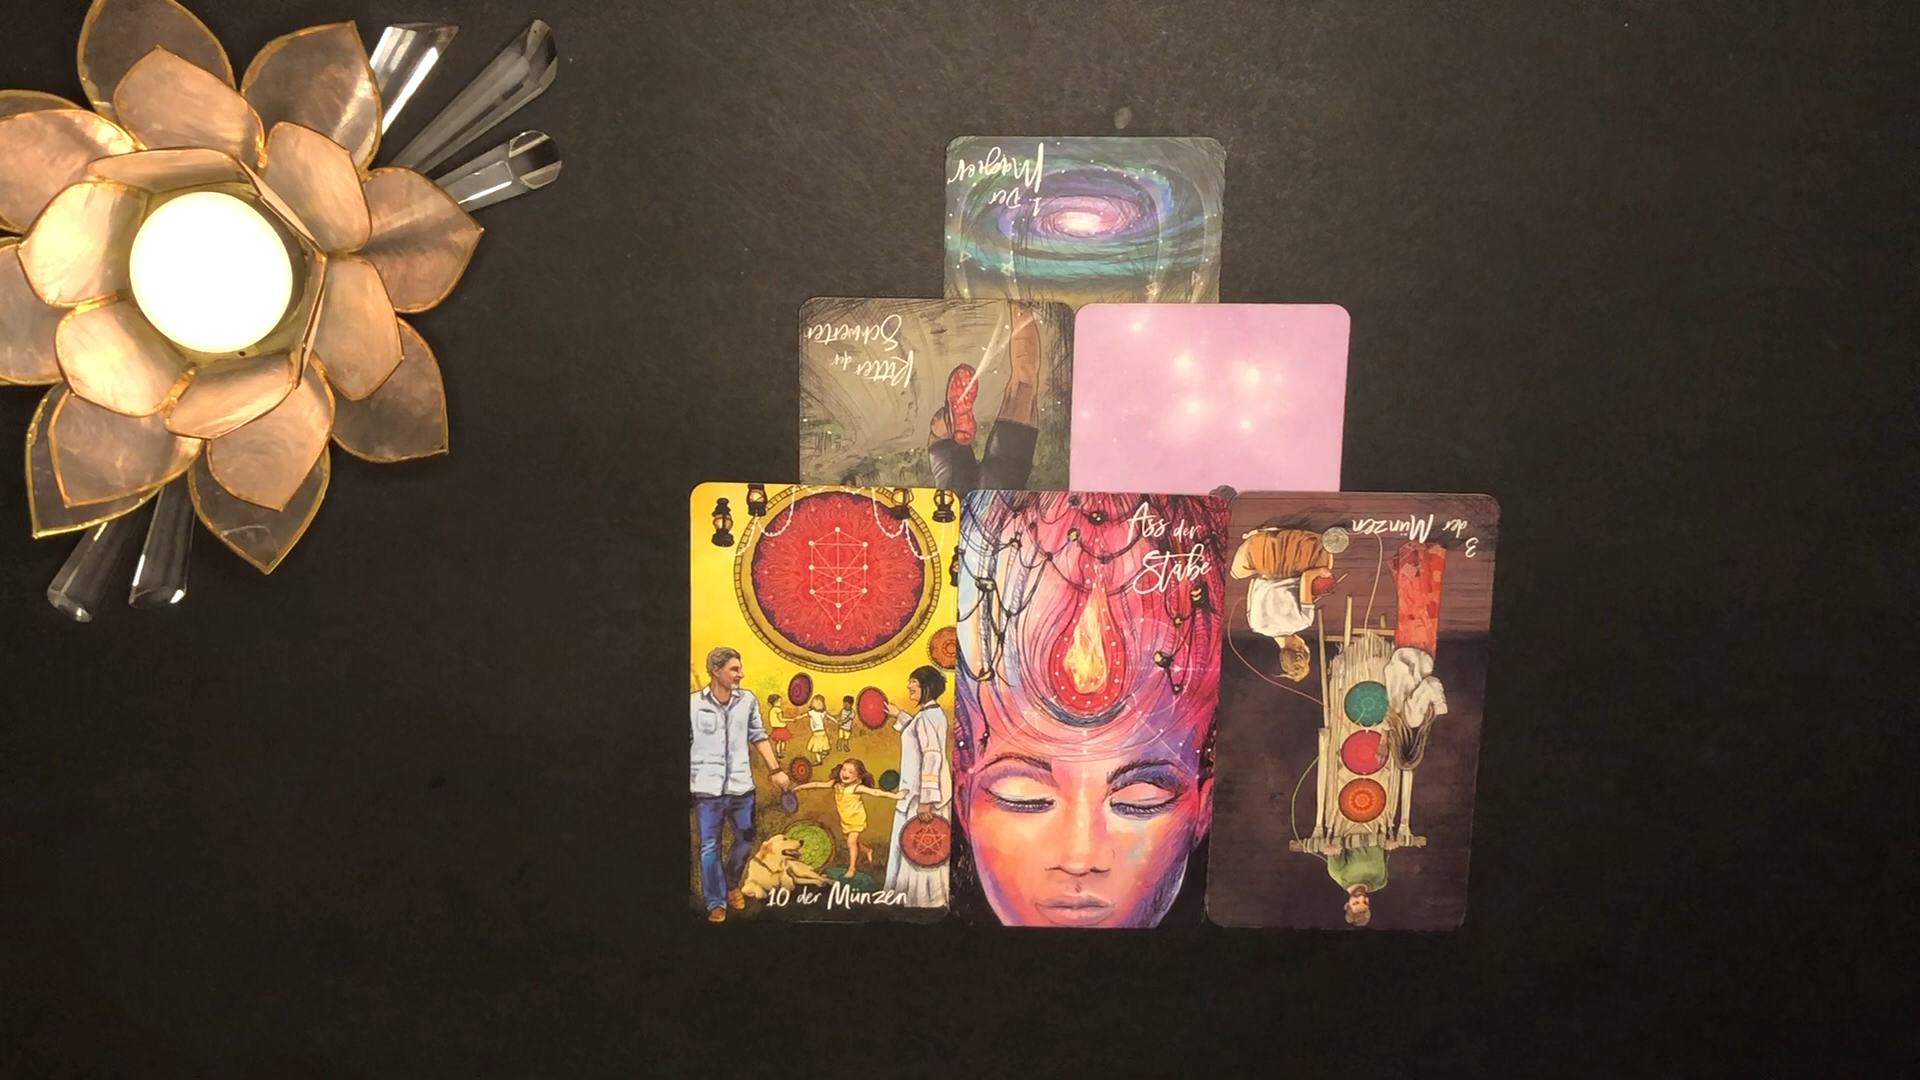 1. Der
Magier
Ritter der
Schwerter
Ass der
Stäbe
3
der Münzen
10 der Münzen